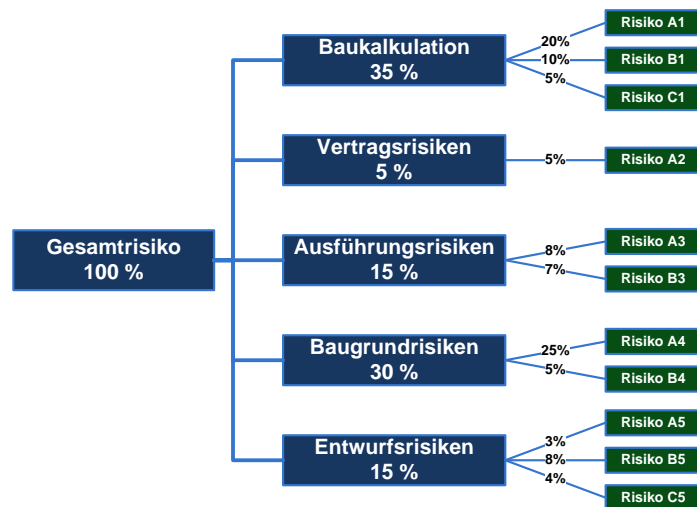 Gesamtrisiko
100 %
Baukalkulation
35 %
20%
10%
5%
Risiko A1
Risiko B1
Risiko C1
Vertragsrisiken
5 %
5%
Risiko A2
Ausführungsrisiken
15 %
8%
7%
Risiko A3
Risiko B3
Baugrundrisiken
30 %
25%
5%
Risiko A4
Risiko B4
Entwurfsrisiken
15 %
3%
8%
4%
Risiko A5
Risiko B5
Risiko C5